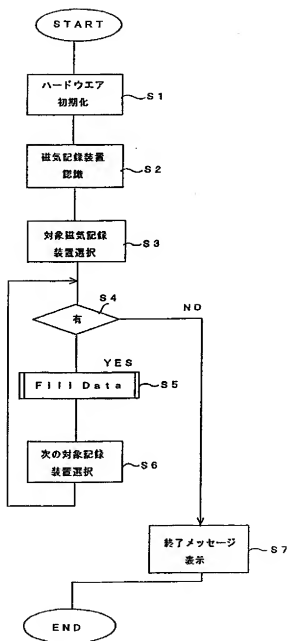 START
ハードウエア
初期化
S1
磁気記録装置
認識
S2
対象磁気記録
装置選択
S3
S4
有
NO
YES
Fill Data
S5
次の対象記録
装置選択
S6
終了メッセージ
表示
S7
END